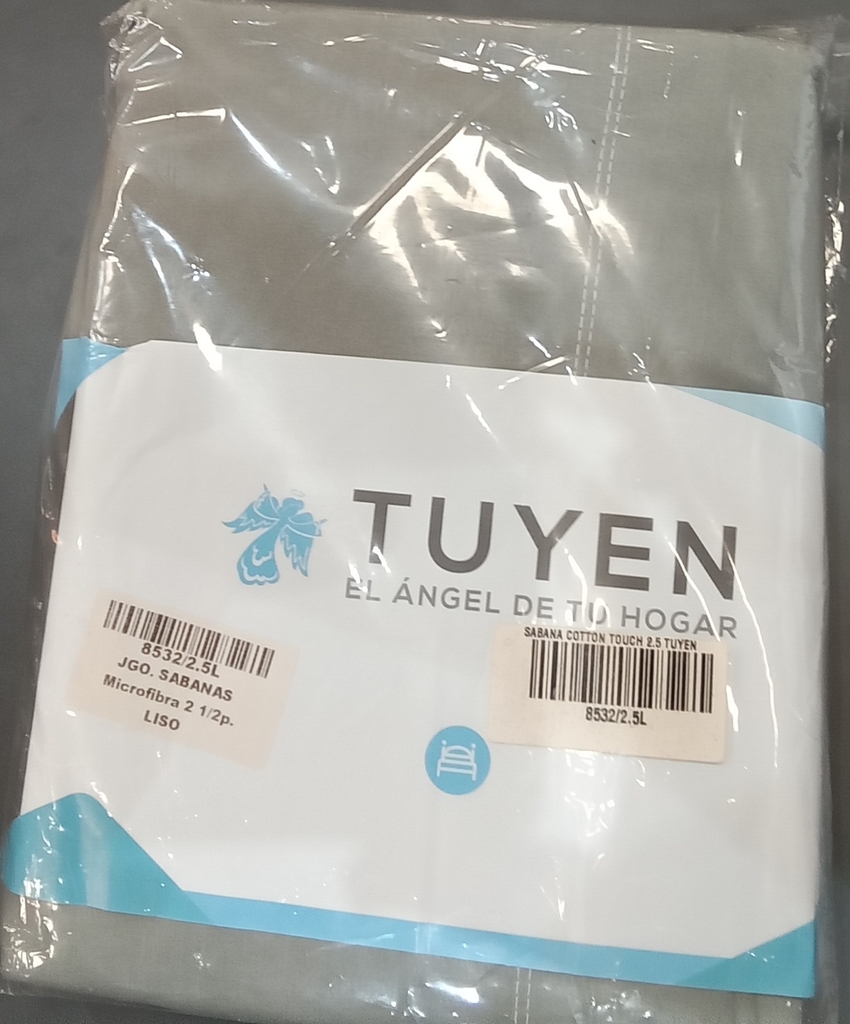 TUYEN
EL ÁNGEL DE TU HOGAR
8532/2.5L
JGO. SABANAS
Microfibra 2 1/2p.
LISO
SABANA COTTON TOUCH 2.5 TUYEN
8532/2.5L